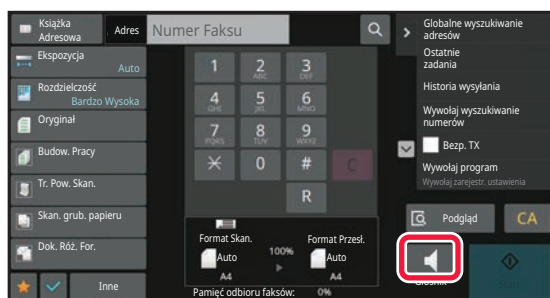 Książka
Adresowa
Adres
Numer Faksu
Ekspozycja
Auto
Rozdzielczość
Bardzo Wysoka
Oryginał
Budow. Pracy
Tr. Pow. Skan.
Skan. grub. papieru
Dok. Róż. For.
Inne
1
2
ABC
3
DEF
4
GHI
5
JKL
6
MNO
7
PQRS
8
TUV
9
WXYZ
0
#
C
R
Format Skan.
100%
Format Przesł.
Auto
Auto
A4
A4
Pamięć odbioru faksów: 0%
Globalne wyszukiwanie
adresów
Ostatnie
zadania
Historia wysyłania
Wywołaj wyszukiwanie
numerów
Bezp. TX
Wywołaj program
Wywołaj zarejestr. ustawienia
Podgląd
CA
Głośnik
Start